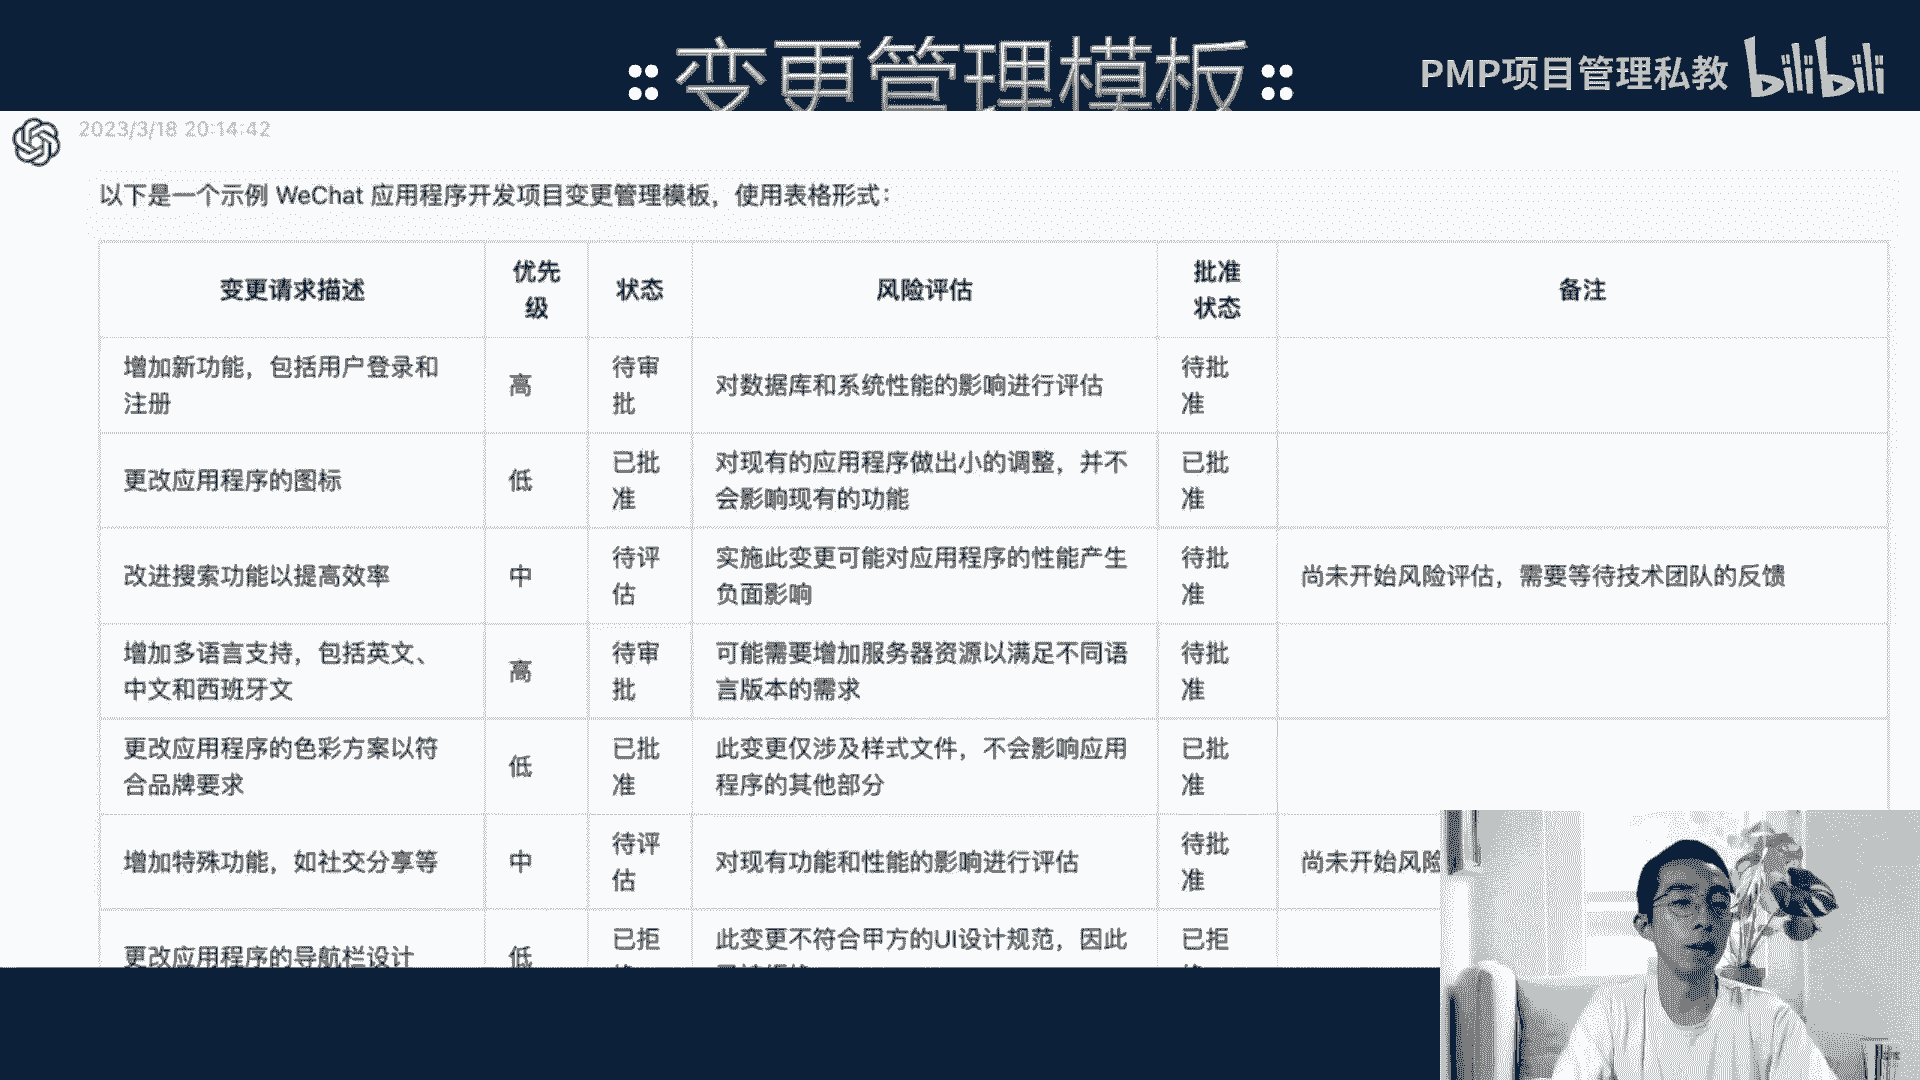 变更管理模板
PMP项目管理私教 bilibili
2023/3/18 20:14:42
以下是一个示例 WeChat 应用程序开发项目变更管理模板，使用表格形式：
变更请求描述 优先级 状态 风险评估 批准状态 备注
增加新功能，包括用户登录和注册 高 待审批 对数据库和系统性能的影响进行评估 待批准
更改应用程序的图标 低 已批准 对现有的应用程序做出小的调整，并不会影响现有的功能 已批准
改进搜索功能以提高效率 中 待评估 实施此变更可能对应用程序的性能产生负面影响 待批准 尚未开始风险评估，需要等待技术团队的反馈
增加多语言支持，包括英文、中文和西班牙文 高 待审批 可能需要增加服务器资源以满足不同语言版本的需求 待批准
更改应用程序的色彩方案以符合品牌要求 低 已批准 此变更仅涉及样式文件，不会影响应用程序的其他部分 已批准
增加特殊功能，如社交分享等 中 待评估 对现有功能和性能的影响进行评估 待批准 尚未开始风险
更改应用程序的导航栏设计 低 已拒 此变更不符合甲方的UI设计规范，因此 已拒